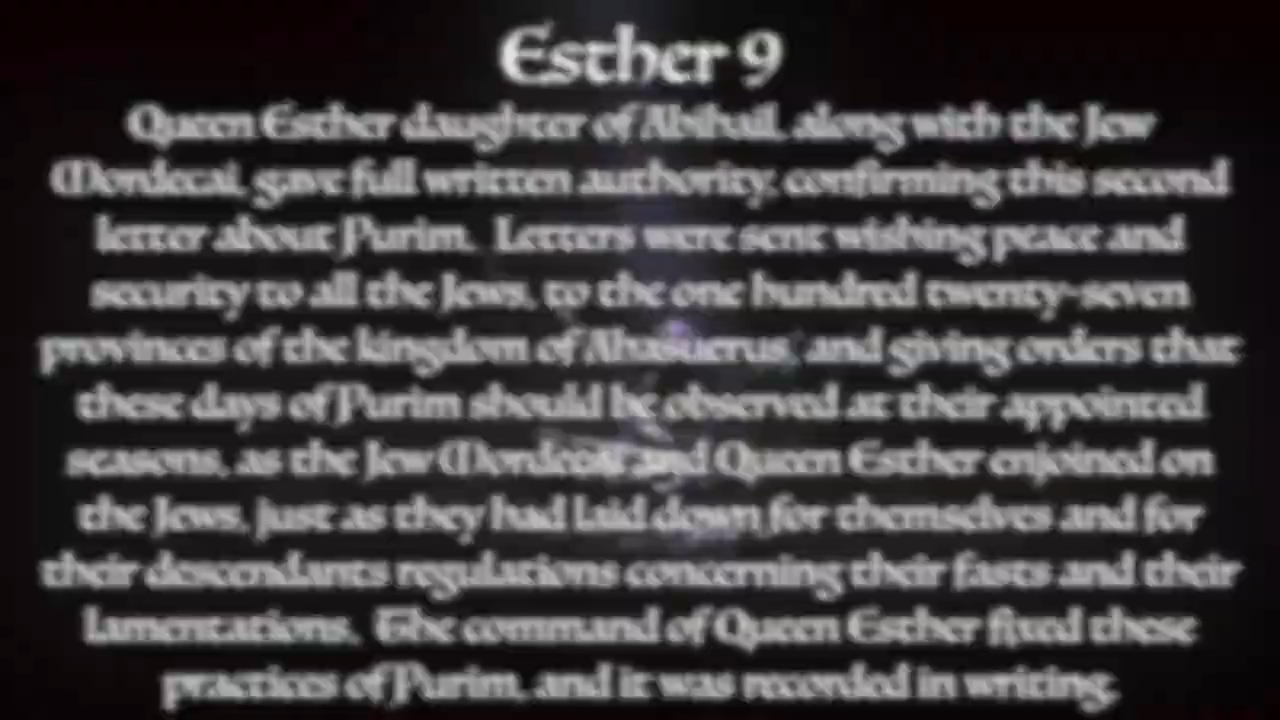 Esther 9
Queen Esther daughter of Abihail, along with the Jew
Mordecai, gave full written authority, confirming this second
letter about Purim.  Letters were sent wishing peace and
security to all the Jews, to the one hundred twenty-seven
provinces of the kingdom of Ahasuerus, and giving orders that
these days of Purim should be observed at their appointed
seasons, as the Jew Mordecai and Queen Esther enjoined on
the Jews, just as they had laid down for themselves and for
their descendants regulations concerning their fasts and their
lamentations.  The command of Queen Esther fixed these
practices of Purim, and it was recorded in writing.